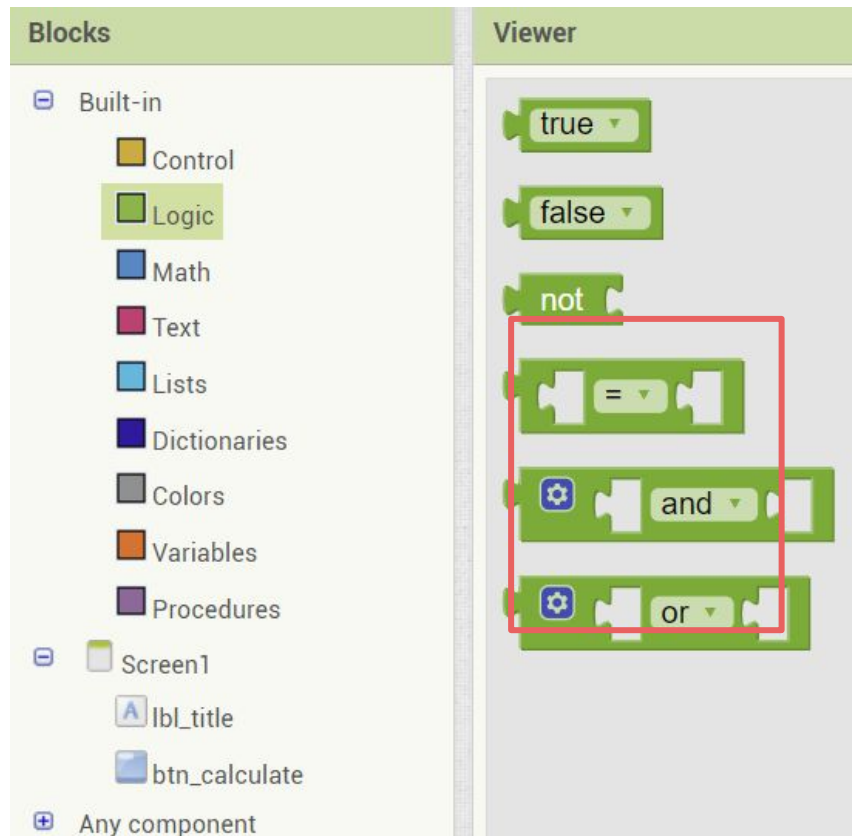 Blocks
Built-in
Control
Logic
Math
Text
Lists
Dictionaries
Colors
Variables
Procedures
Screen1
A lbl_title
btn_calculate
Any component
Viewer
true
false
not
=
and
or